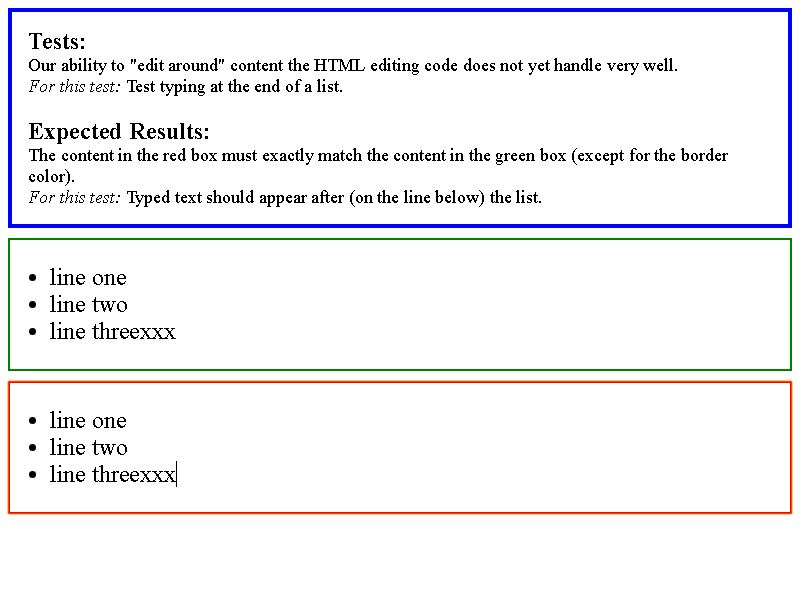 Tests:
Our ability to "edit around" content the HTML editing code does not yet handle very well.
For this test: Test typing at the end of a list.
Expected Results:
The content in the red box must exactly match the content in the green box (except for the border
color).
For this test: Typed text should appear after (on the line below) the list.
• line one
• line two
• line threexxx
• line one
• line two
• line threexxx